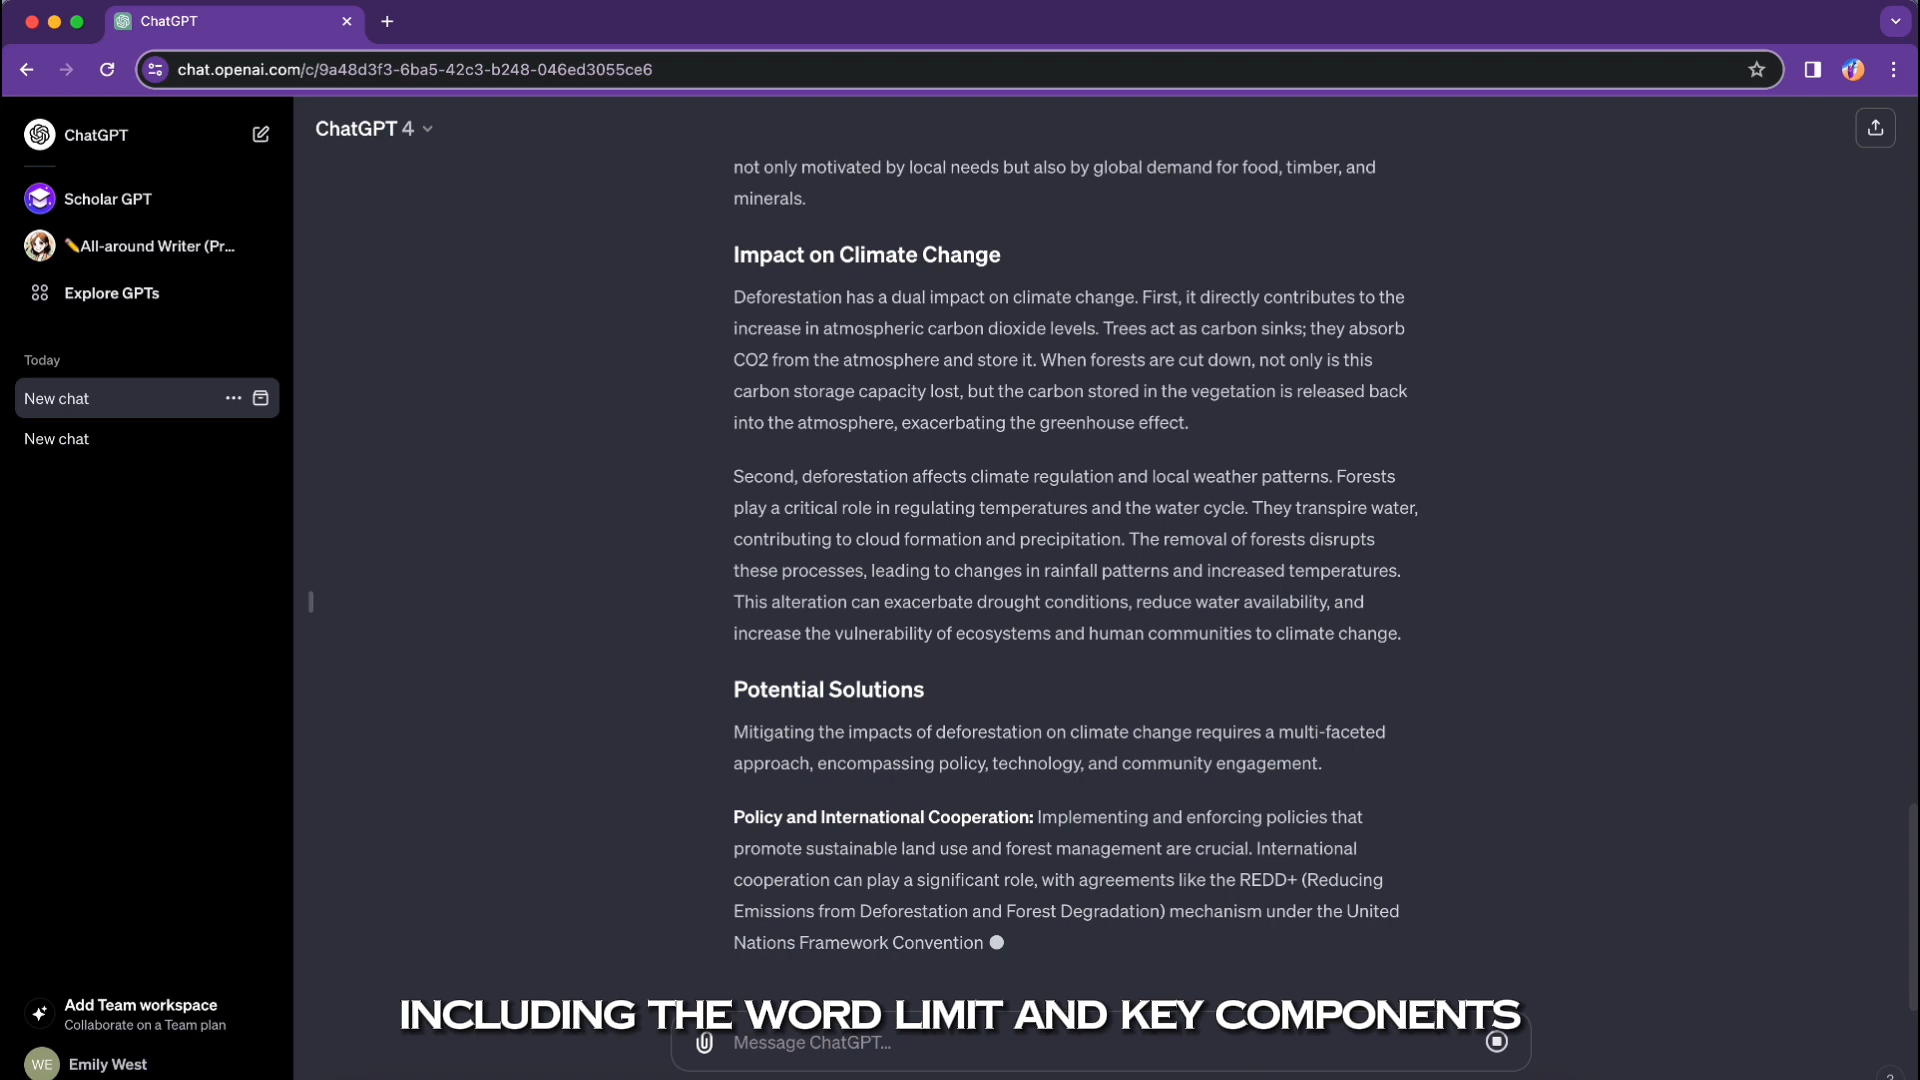 ChatGPT
chat.openai.com/c/9a48d3f3-6ba5-42c3-b248-046ed3055ce6
ChatGPT
Scholar GPT
✏️All-around Writer (Pr...
Explore GPTs
Today
New chat
New chat
Add Team workspace
Collaborate on a Team plan
WE Emily West
ChatGPT 4
not only motivated by local needs but also by global demand for food, timber, and
minerals.
Impact on Climate Change
Deforestation has a dual impact on climate change. First, it directly contributes to the
increase in atmospheric carbon dioxide levels. Trees act as carbon sinks; they absorb
CO2 from the atmosphere and store it. When forests are cut down, not only is this
carbon storage capacity lost, but the carbon stored in the vegetation is released back
into the atmosphere, exacerbating the greenhouse effect.
Second, deforestation affects climate regulation and local weather patterns. Forests
play a critical role in regulating temperatures and the water cycle. They transpire water,
contributing to cloud formation and precipitation. The removal of forests disrupts
these processes, leading to changes in rainfall patterns and increased temperatures.
This alteration can exacerbate drought conditions, reduce water availability, and
increase the vulnerability of ecosystems and human communities to climate change.
Potential Solutions
Mitigating the impacts of deforestation on climate change requires a multi-faceted
approach, encompassing policy, technology, and community engagement.
Policy and International Cooperation: Implementing and enforcing policies that
promote sustainable land use and forest management are crucial. International
cooperation can play a significant role, with agreements like the REDD+ (Reducing
Emissions from Deforestation and Forest Degradation) mechanism under the United
Nations Framework Convention
INCLUDING THE WORD LIMIT AND KEY COMPONENTS
Message ChatGPT...